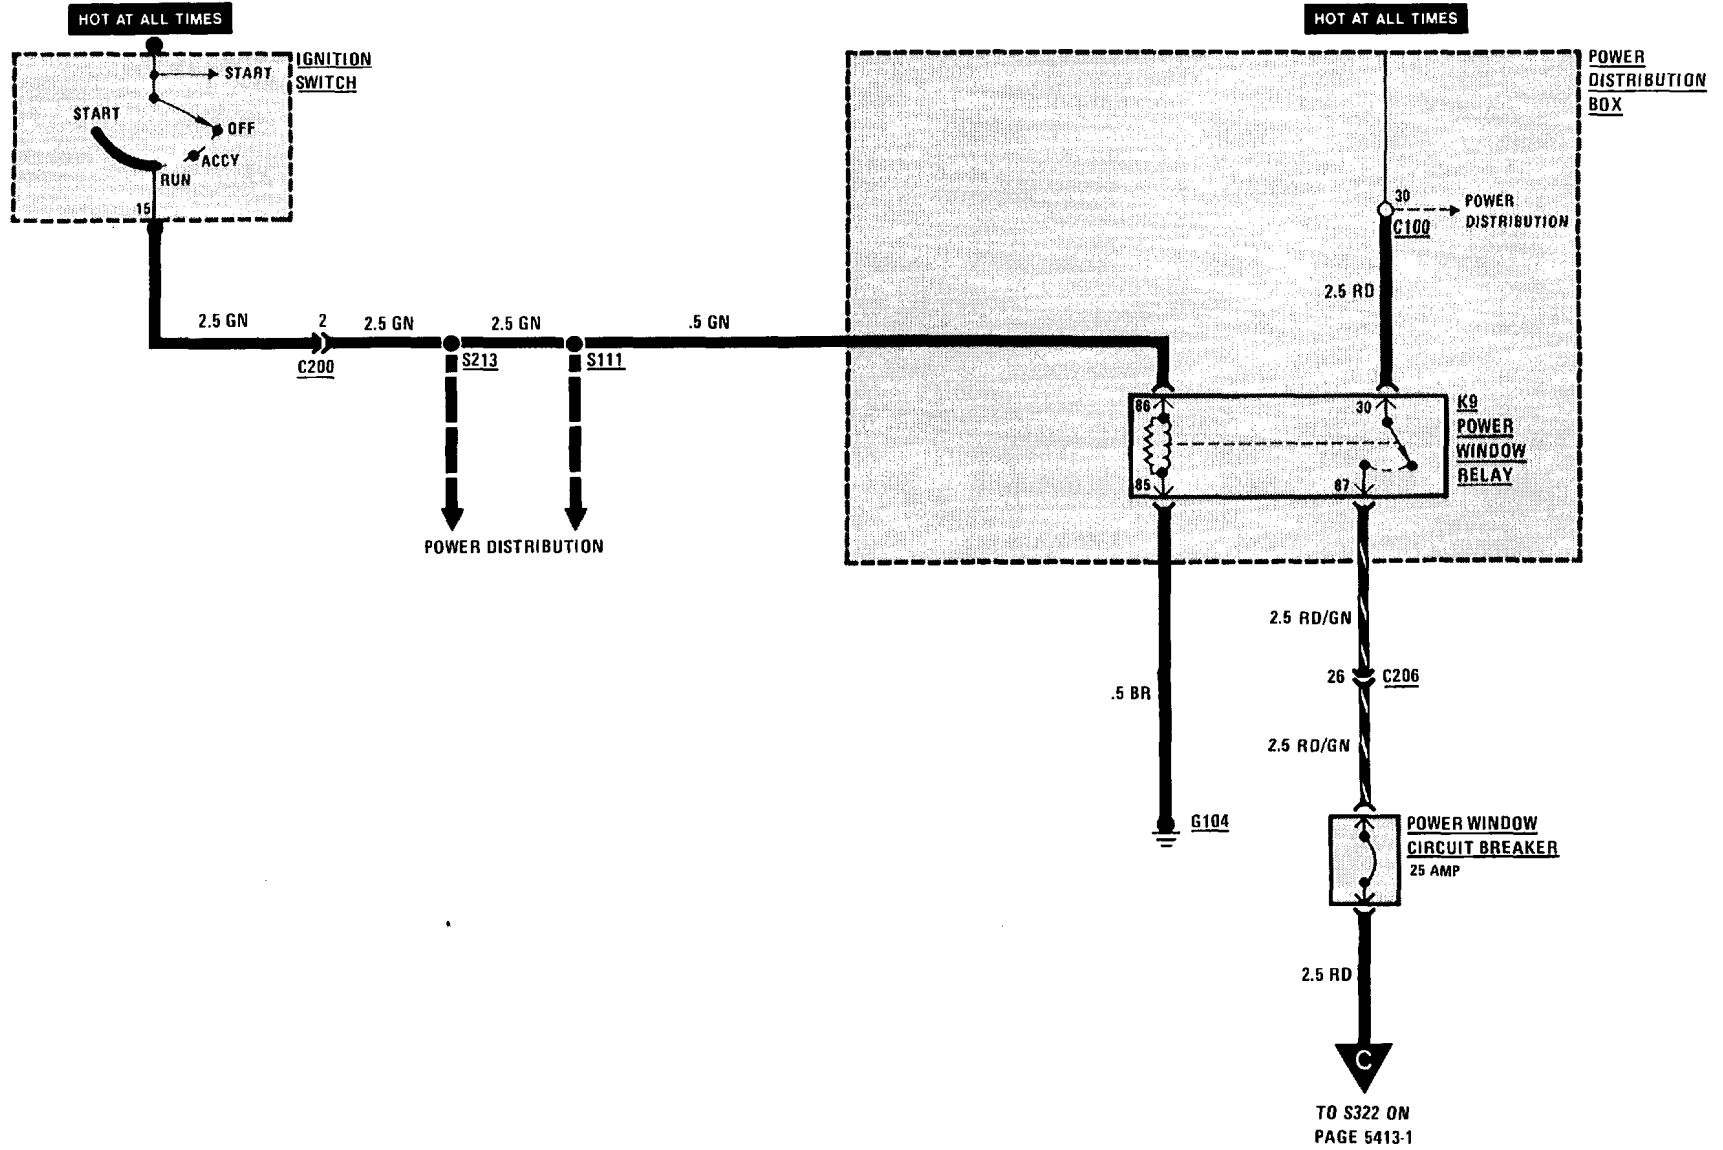 HOT AT ALL TIMES
HOT AT ALL TIMES
IGNITION
SWITCH
START
START
OFF
ACCY
RUN
15
POWER
DISTRIBUTION
BOX
30
C100
POWER
DISTRIBUTION
2.5 RD
2.5 GN
2
C200
2.5 GN
S213
2.5 GN
S111
.5 GN
POWER DISTRIBUTION
86
85
30
87
K9
POWER
WINDOW
RELAY
2.5 RD/GN
26
C206
.5 BR
2.5 RD/GN
G104
POWER WINDOW
CIRCUIT BREAKER
25 AMP
2.5 RD
C
TO S322 ON
PAGE 5413-1